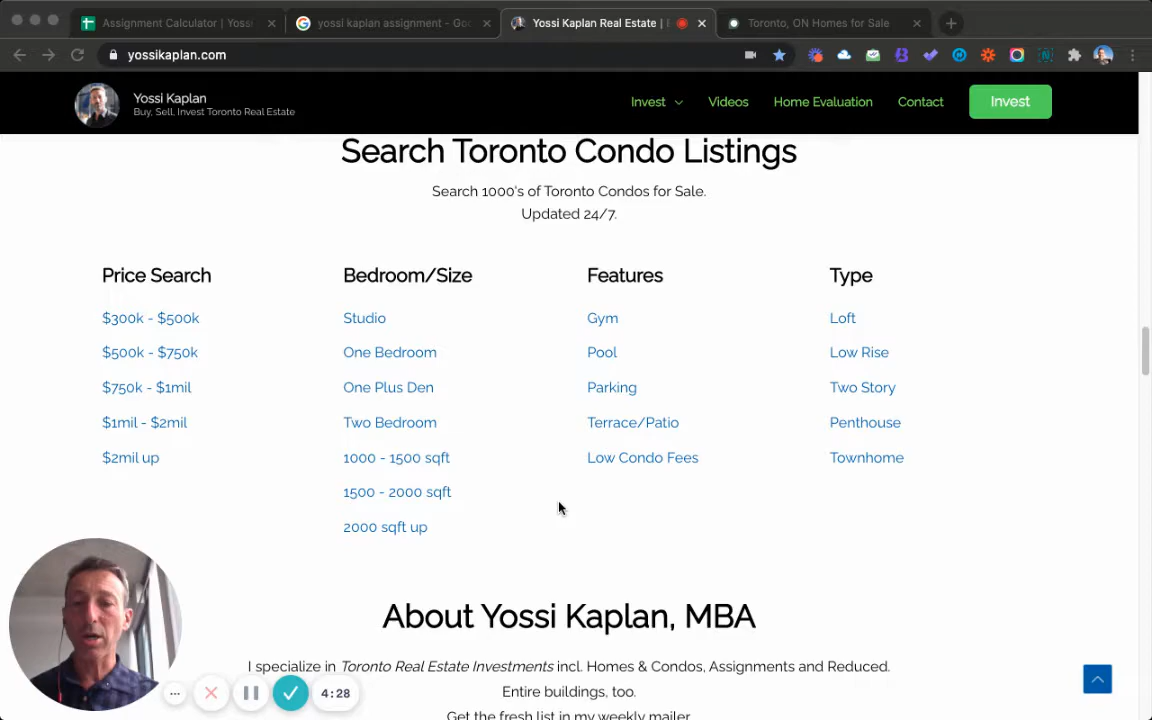 Assignment Calculator | Yossi
yossi kaplan assignment - Goo
Yossi Kaplan Real Estate |
Toronto, ON Homes for Sale
yossikaplan.com
Yossi Kaplan
Buy, Sell, Invest Toronto Real Estate
Invest
Videos
Home Evaluation
Contact
Invest
Search Toronto Condo Listings
Search 1000's of Toronto Condos for Sale.
Updated 24/7.
Price Search
$300k - $500k
$500k - $750k
$750k - $1mil
$1mil - $2mil
$2mil up
Bedroom/Size
Studio
One Bedroom
One Plus Den
Two Bedroom
1000 - 1500 sqft
1500 - 2000 sqft
2000 sqft up
Features
Gym
Pool
Parking
Terrace/Patio
Low Condo Fees
Type
Loft
Low Rise
Two Story
Penthouse
Townhome
About Yossi Kaplan, MBA
I specialize in Toronto Real Estate Investments incl. Homes & Condos, Assignments and Reduced.
Entire buildings, too.
Get the fresh list in my weekly mailer
4:28